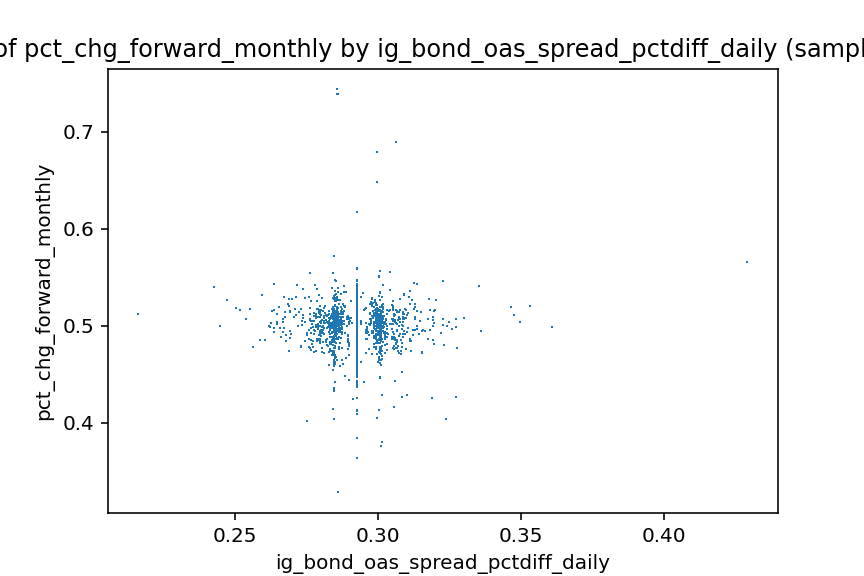 of pct_chg_forward_monthly by ig_bond_oas_spread_pctdiff_daily (sampl
0.7
0.6
0.5
0.4
pct_chg_forward_monthly
0.25 0.30 0.35 0.40
ig_bond_oas_spread_pctdiff_daily